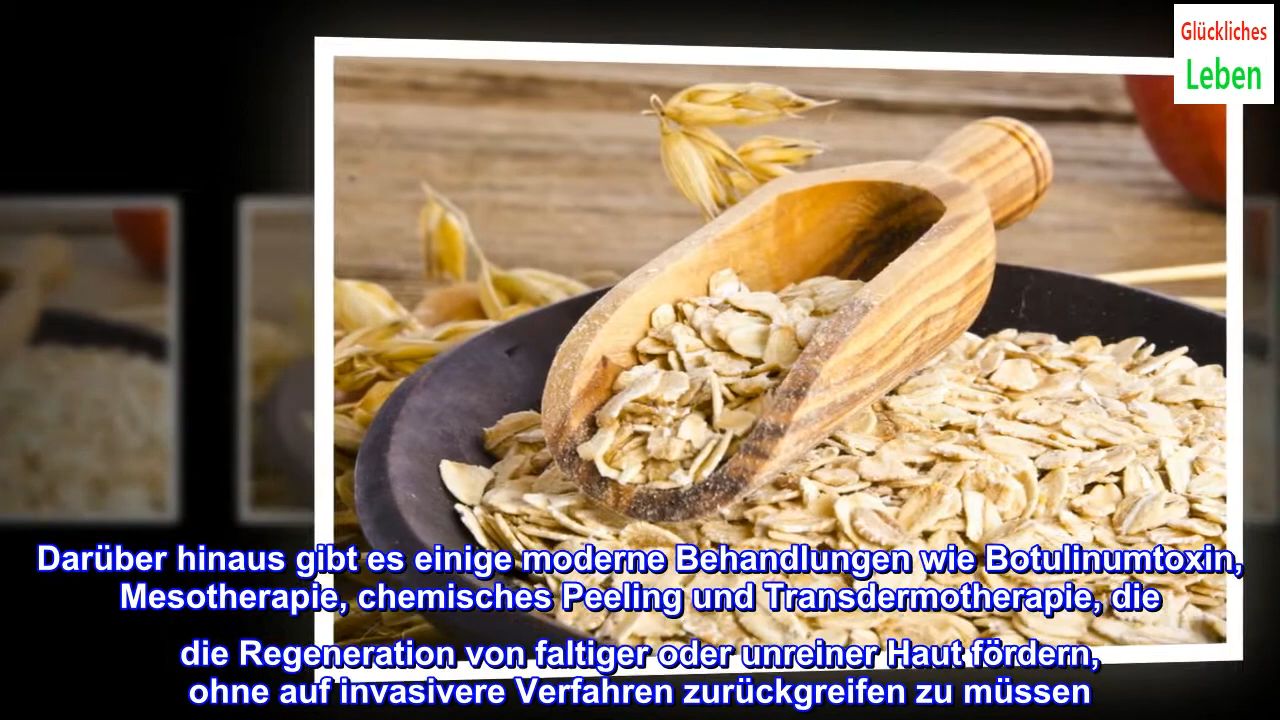 Glückliches
Leben
Darüber hinaus gibt es einige moderne Behandlungen wie Botulinumtoxin,
Mesotherapie, chemisches Peeling und Transdermotherapie, die
die Regeneration von faltiger oder unreiner Haut fördern,
ohne auf invasivere Verfahren zurückgreifen zu müssen